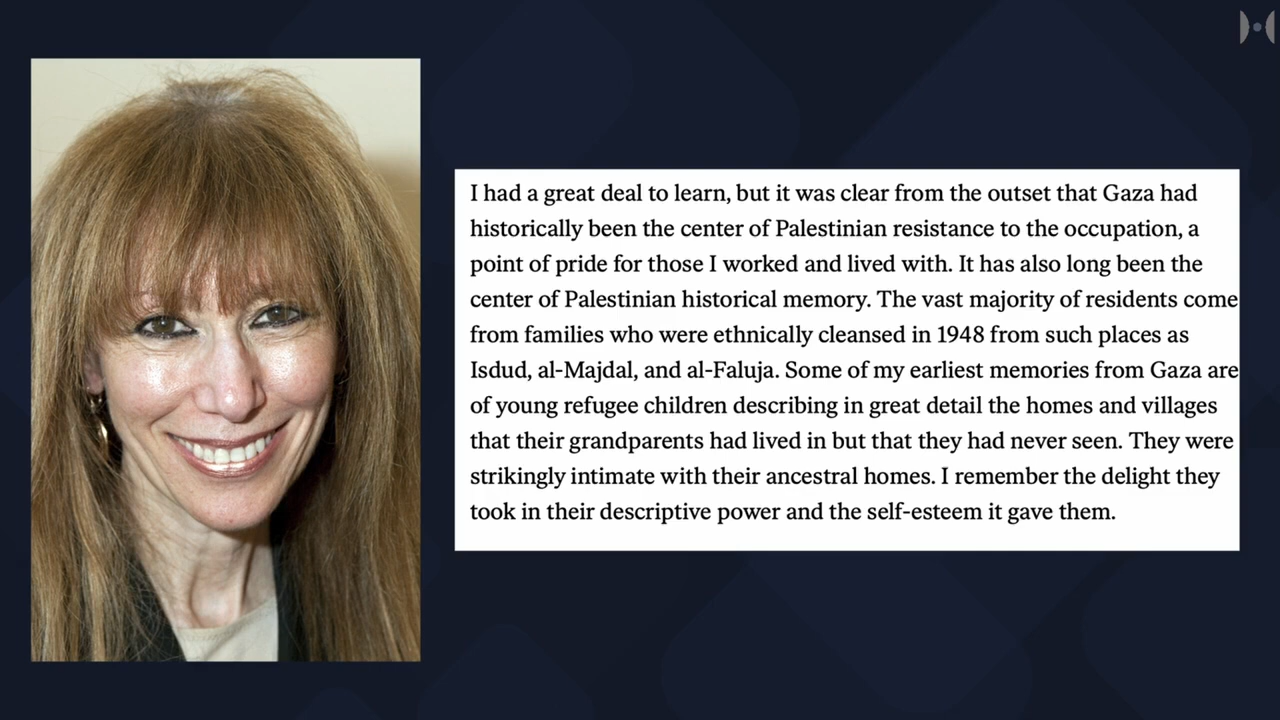 I had a great deal to learn, but it was clear from the outset that Gaza had
historically been the center of Palestinian resistance to the occupation, a
point of pride for those I worked and lived with. It has also long been the
center of Palestinian historical memory. The vast majority of residents come
from families who were ethnically cleansed in 1948 from such places as
Isdud, al-Majdal, and al-Faluja. Some of my earliest memories from Gaza are
of young refugee children describing in great detail the homes and villages
that their grandparents had lived in but that they had never seen. They were
strikingly intimate with their ancestral homes. I remember the delight they
took in their descriptive power and the self-esteem it gave them.